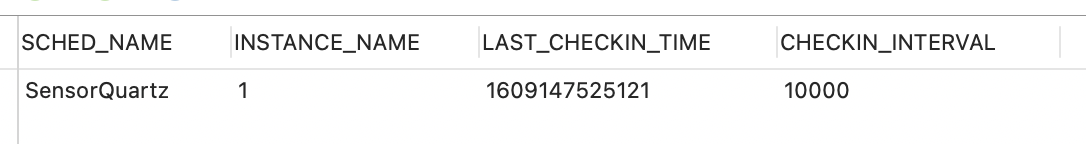 SCHED_NAME INSTANCE_NAME LAST_CHECKIN_TIME CHECKIN_INTERVAL
SensorQuartz 1 1609147525121 10000